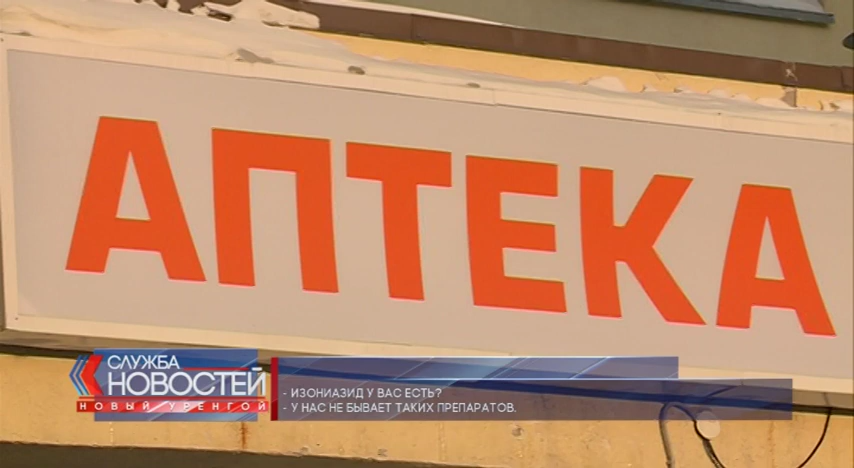 АПТЕКА
СЛУЖБА
НОВОСТЕЙ
НОВЫЙ УРЕНГОЙ
- ИЗОНИАЗИД У ВАС ЕСТЬ?
- У НАС НЕ БЫВАЕТ ТАКИХ ПРЕПАРАТОВ.